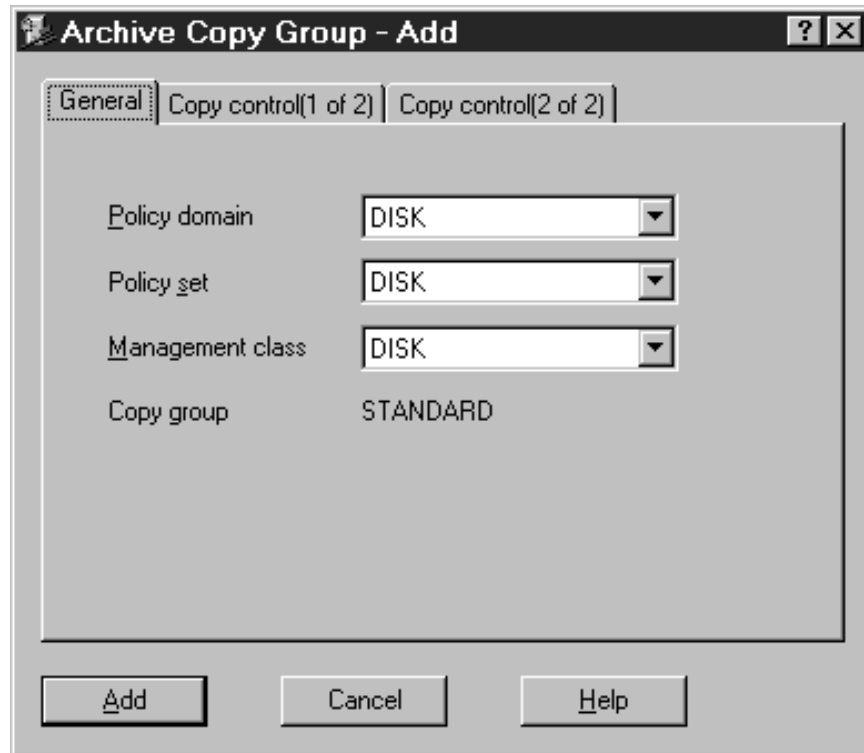 Archive Copy Group - Add
General Copy control(1 of 2) Copy control(2 of 2)
Policy domain DISK
Policy set DISK
Management class DISK
Copy group STANDARD
Add Cancel Help